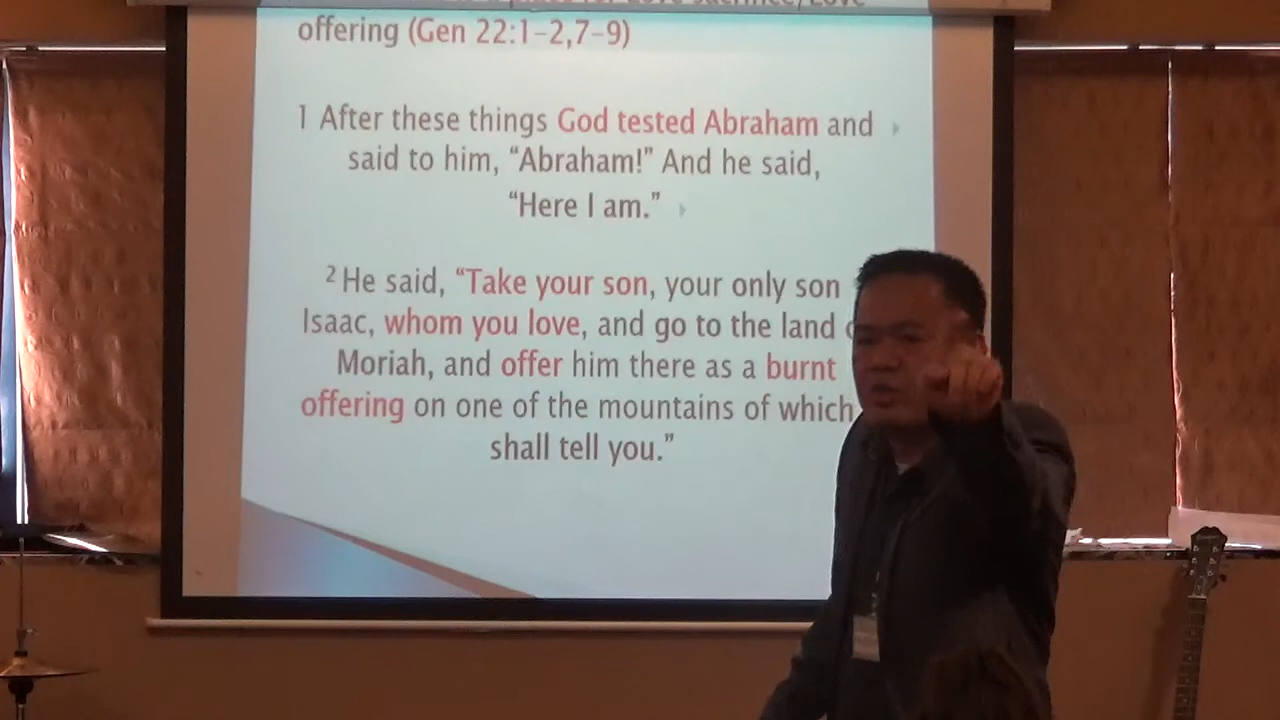 offering (Gen 22:1–2,7–9)
1 After these things God tested Abraham and
said to him, “Abraham!” And he said,
“Here I am.”
2 He said, “Take your son, your only son
Isaac, whom you love, and go to the land
Moriah, and offer him there as a burnt
offering on one of the mountains of which
shall tell you.”